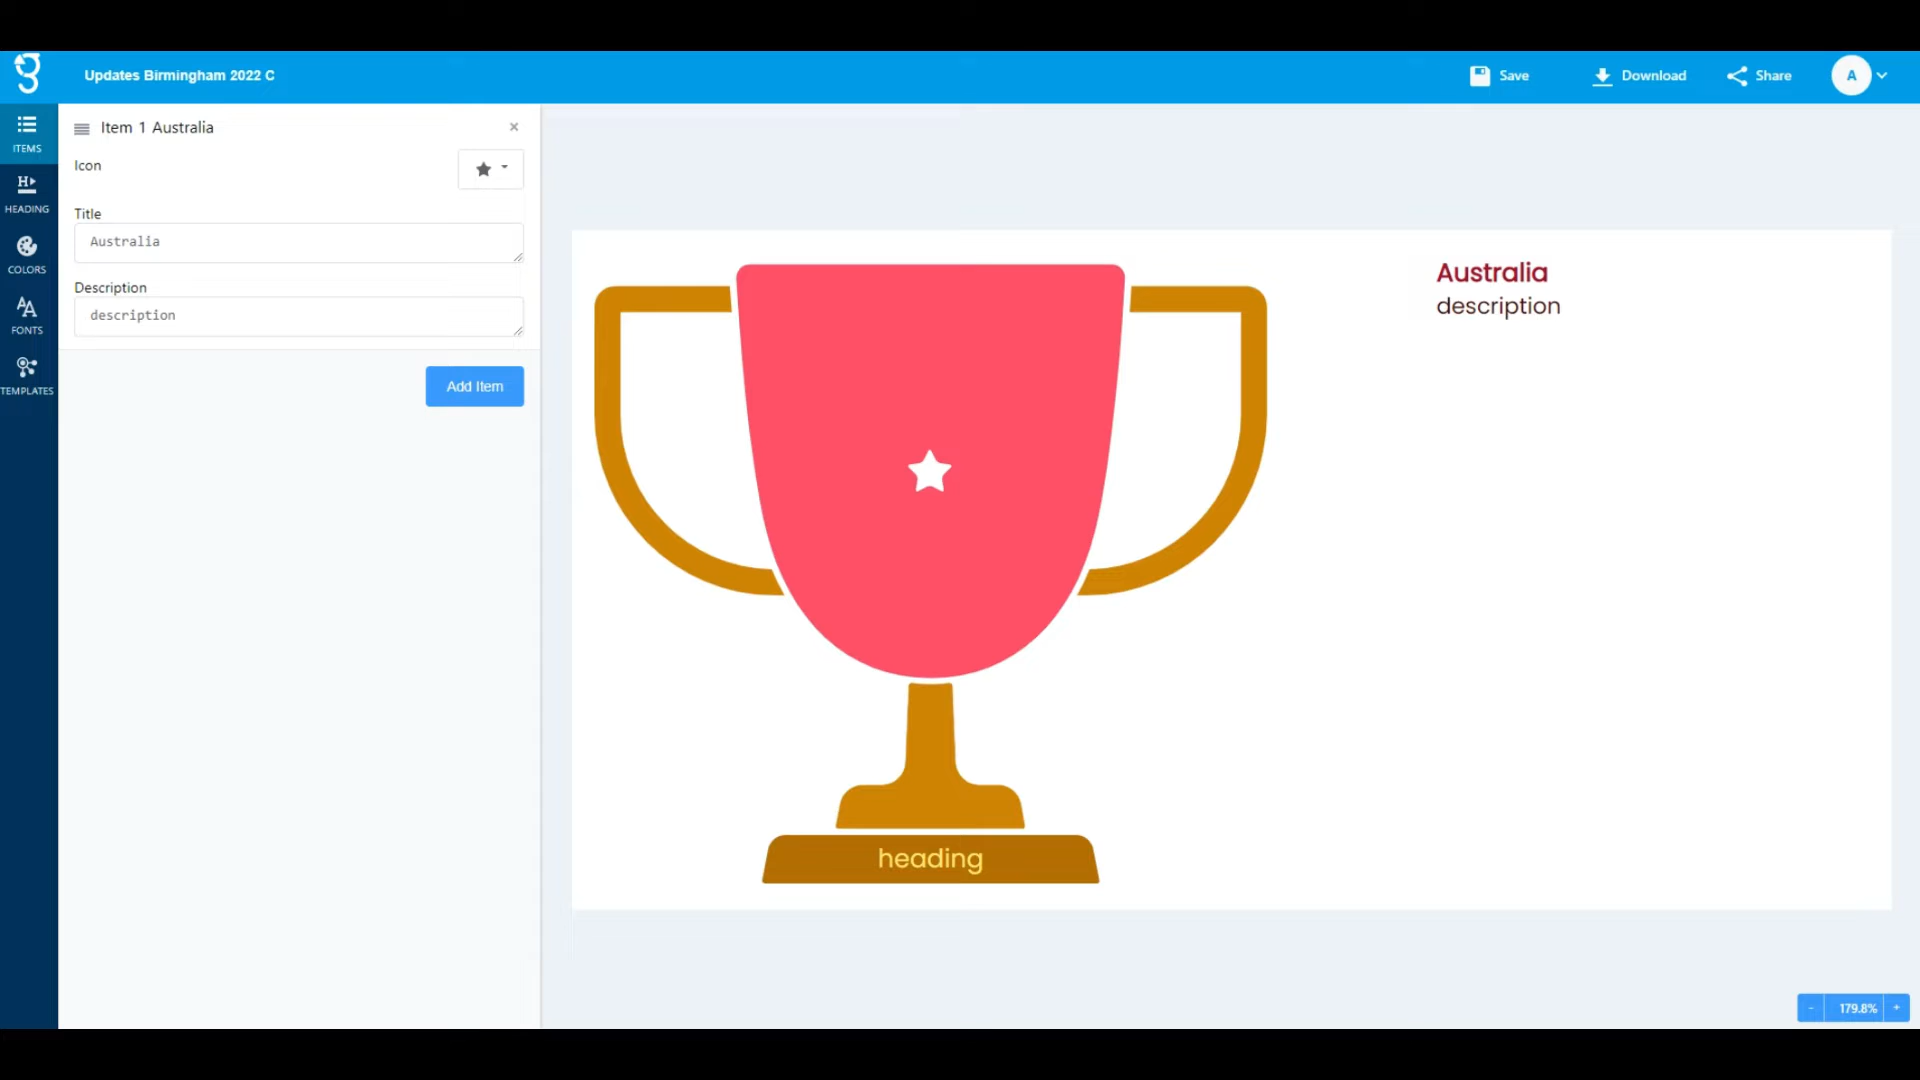 Updates Birmingham 2022 C
Save
Download
Share
A
ITEMS
HEADING
COLORS
FONTS
TEMPLATES
Item 1 Australia
Icon
Title
Australia
Description
description
Add Item
Australia
description
heading
- 179.8% +